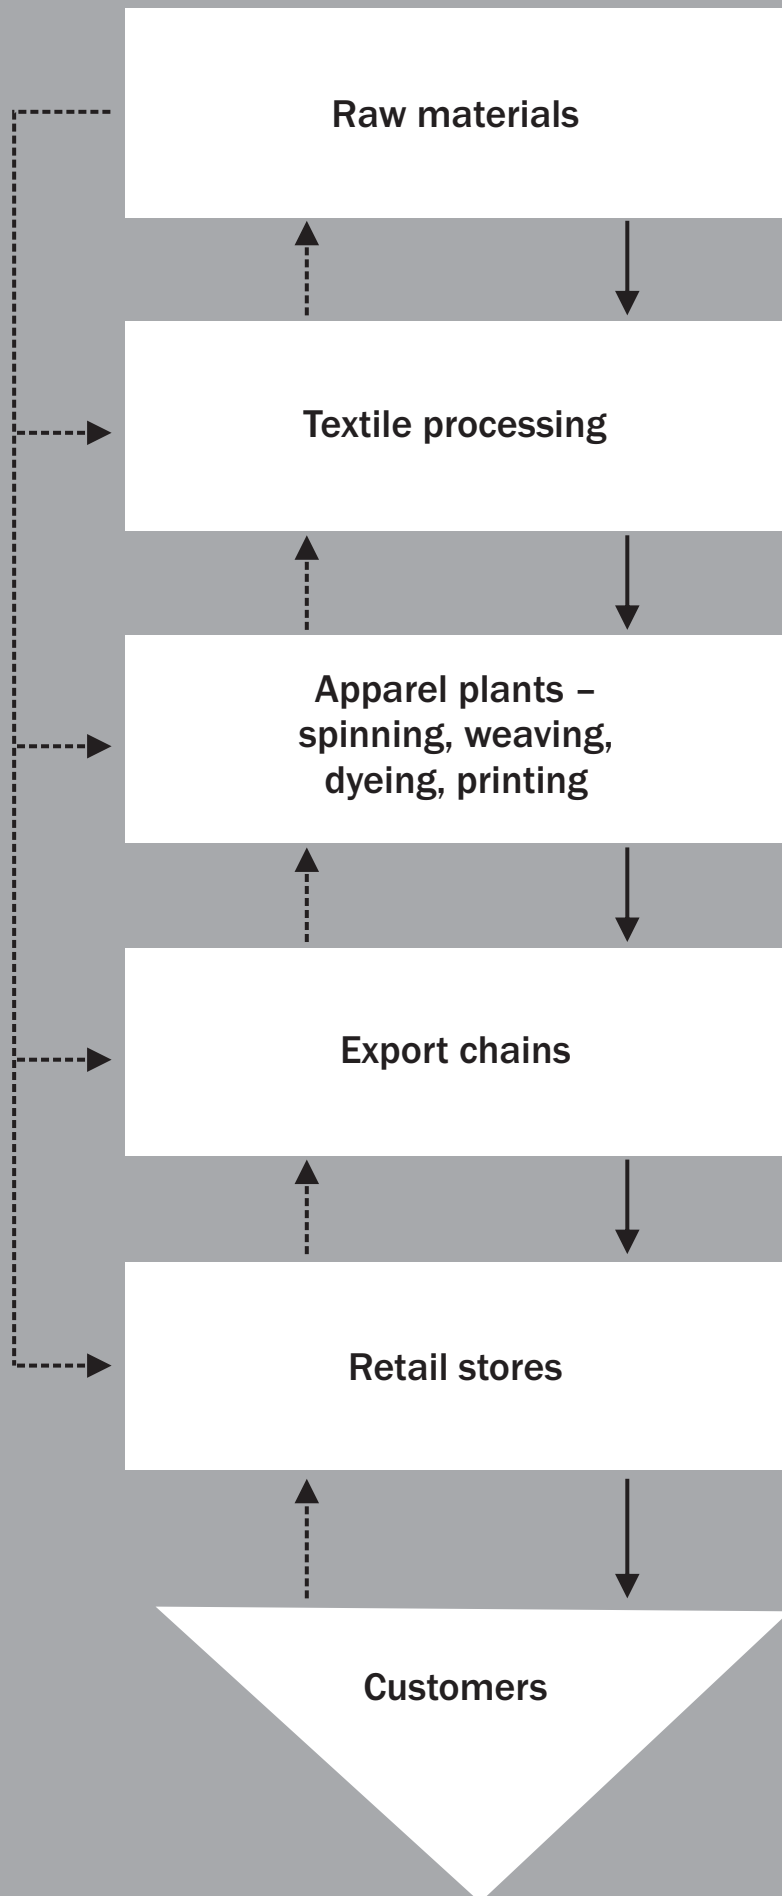 Raw materials
Textile processing
Apparel plants –
spinning, weaving,
dyeing, printing
Export chains
Retail stores
Customers